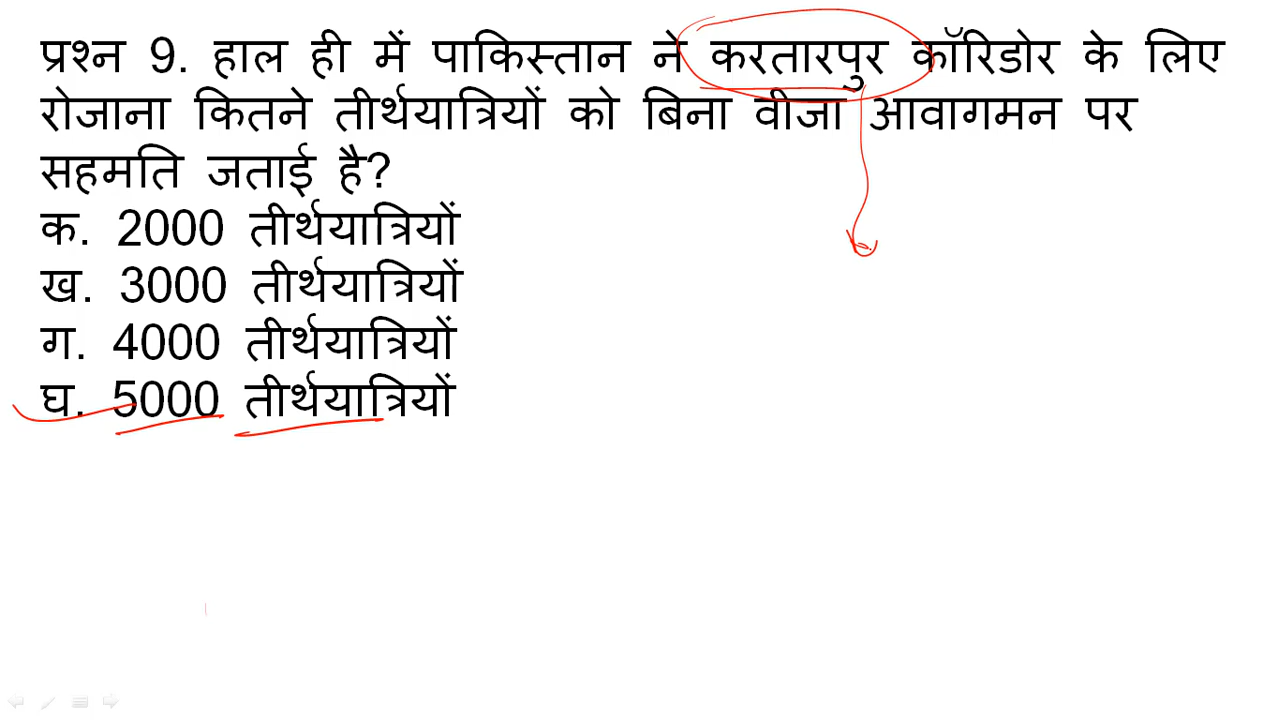 प्रश्न 9. हाल ही में पाकिस्तान ने करतारपुर कॉरिडोर के लिए
रोजाना कितने तीर्थयात्रियों को बिना वीजा आवागमन पर
सहमति जताई है?
क. 2000 तीर्थयात्रियों
ख. 3000 तीर्थयात्रियों
ग. 4000 तीर्थयात्रियों
घ. 5000 तीर्थयात्रियों